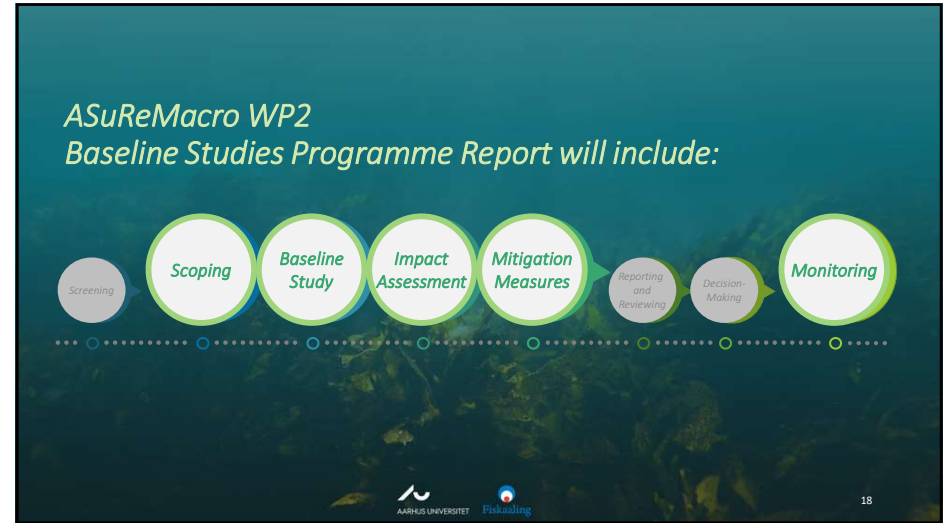 ASuReMacro WP2
Baseline Studies Programme Report will include:
Screening
Scoping
Baseline
Study
Impact
Assessment
Mitigation
Measures
Reporting
and
Reviewing
Decision-
Making
Monitoring
AARHUS UNIVERSITET
Fiskaaling
18